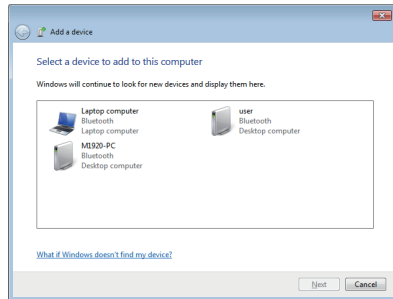 Add a device
Select a device to add to this computer
Windows will continue to look for new devices and display them here.
Laptop computer
Bluetooth
Laptop computer
user
Bluetooth
Desktop computer
M1920-PC
Bluetooth
Desktop computer
What if Windows doesn't find my device?
Next
Cancel